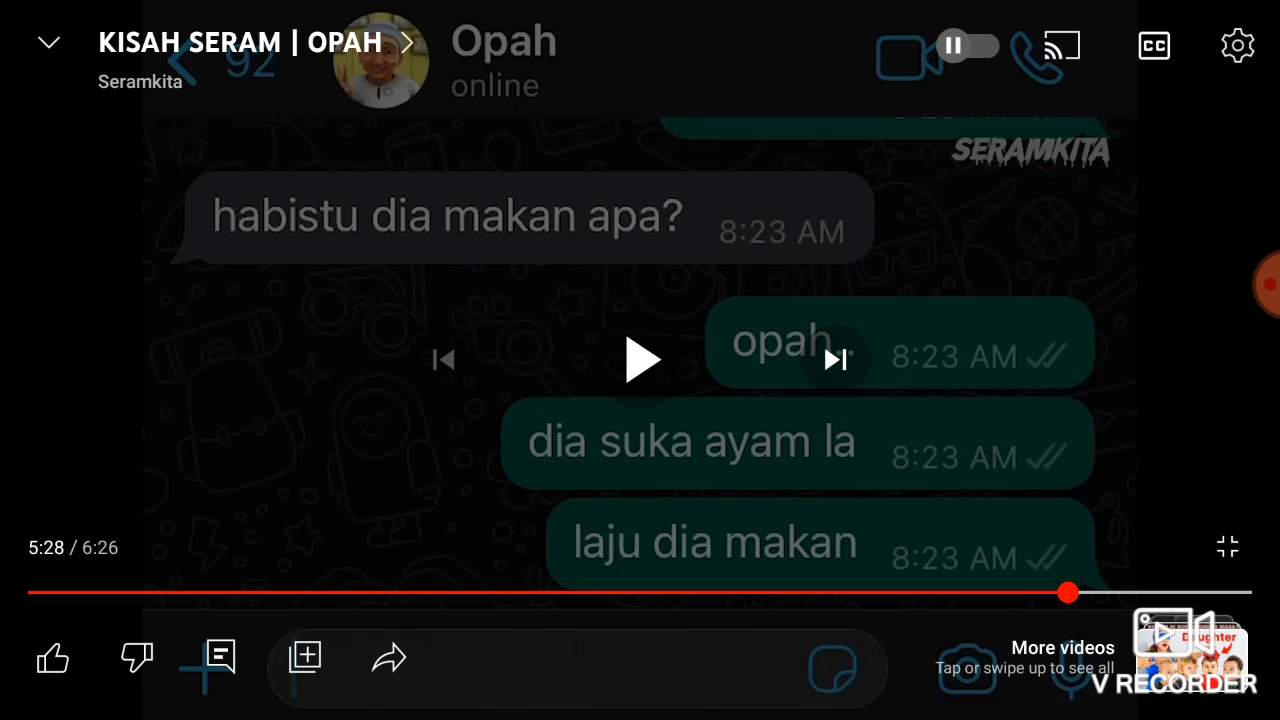 KISAH SERAM | OPAH
Seramkita
92
Opah
online
CC
SERAMKITA
habistu dia makan apa? 8:23 AM
opah.. 8:23 AM
dia suka ayam la 8:23 AM
laju dia makan 8:23 AM
5:28 / 6:26
More videos
Tap or swipe up to see all
Daughter
V RECORDER